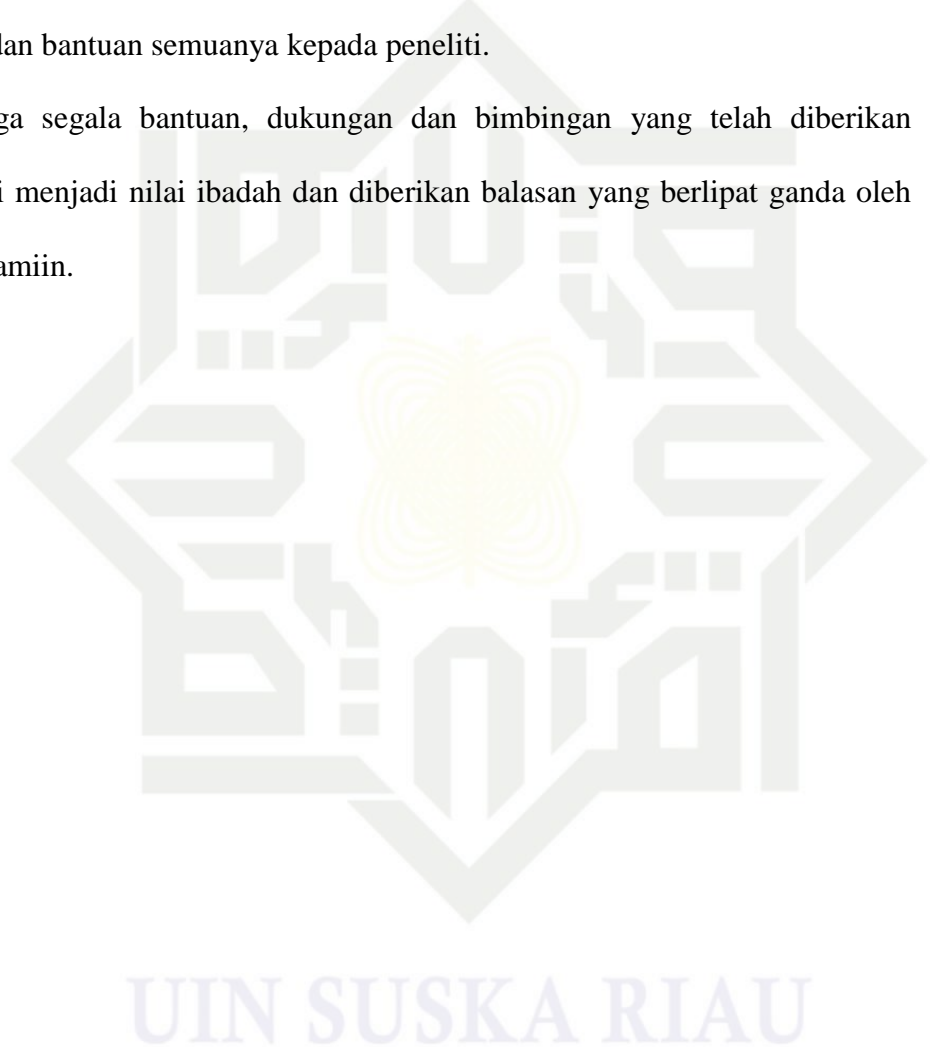 dan bantuan semuanya kepada peneliti.
ga segala bantuan, dukungan dan bimbingan yang telah diberikan
i menjadi nilai ibadah dan diberikan balasan yang berlipat ganda oleh
amiin.
UIN SUSKA RIAU